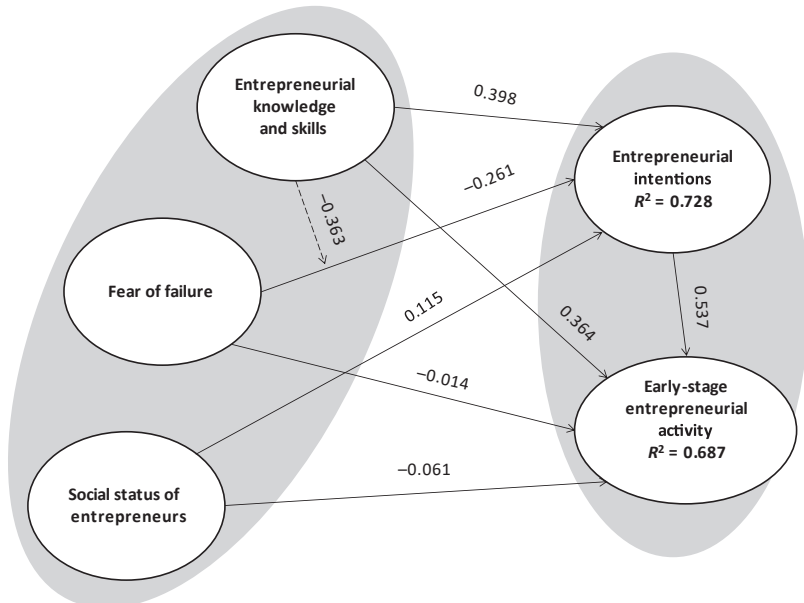 Entrepreneurial
knowledge
and skills
0.398
Entrepreneurial
intentions
R² = 0.728
−0.261
−0.363
Fear of failure
0.115
0.364
0.537
−0.014
Early-stage
entrepreneurial
activity
R² = 0.687
−0.061
Social status of
entrepreneurs